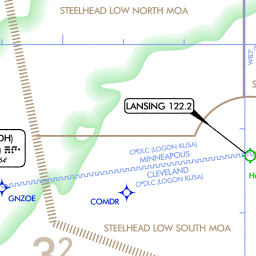 STEELHEAD LOW NORTH MOA
W83°
LANSING 122.2
OH)
CPDLC (LOGON KUSA)
MINNEAPOLIS
CLEVELAND
CPDLC (LOGON KUSA)
GNZOE
COMDR
STEELHEAD LOW SOUTH MOA
32